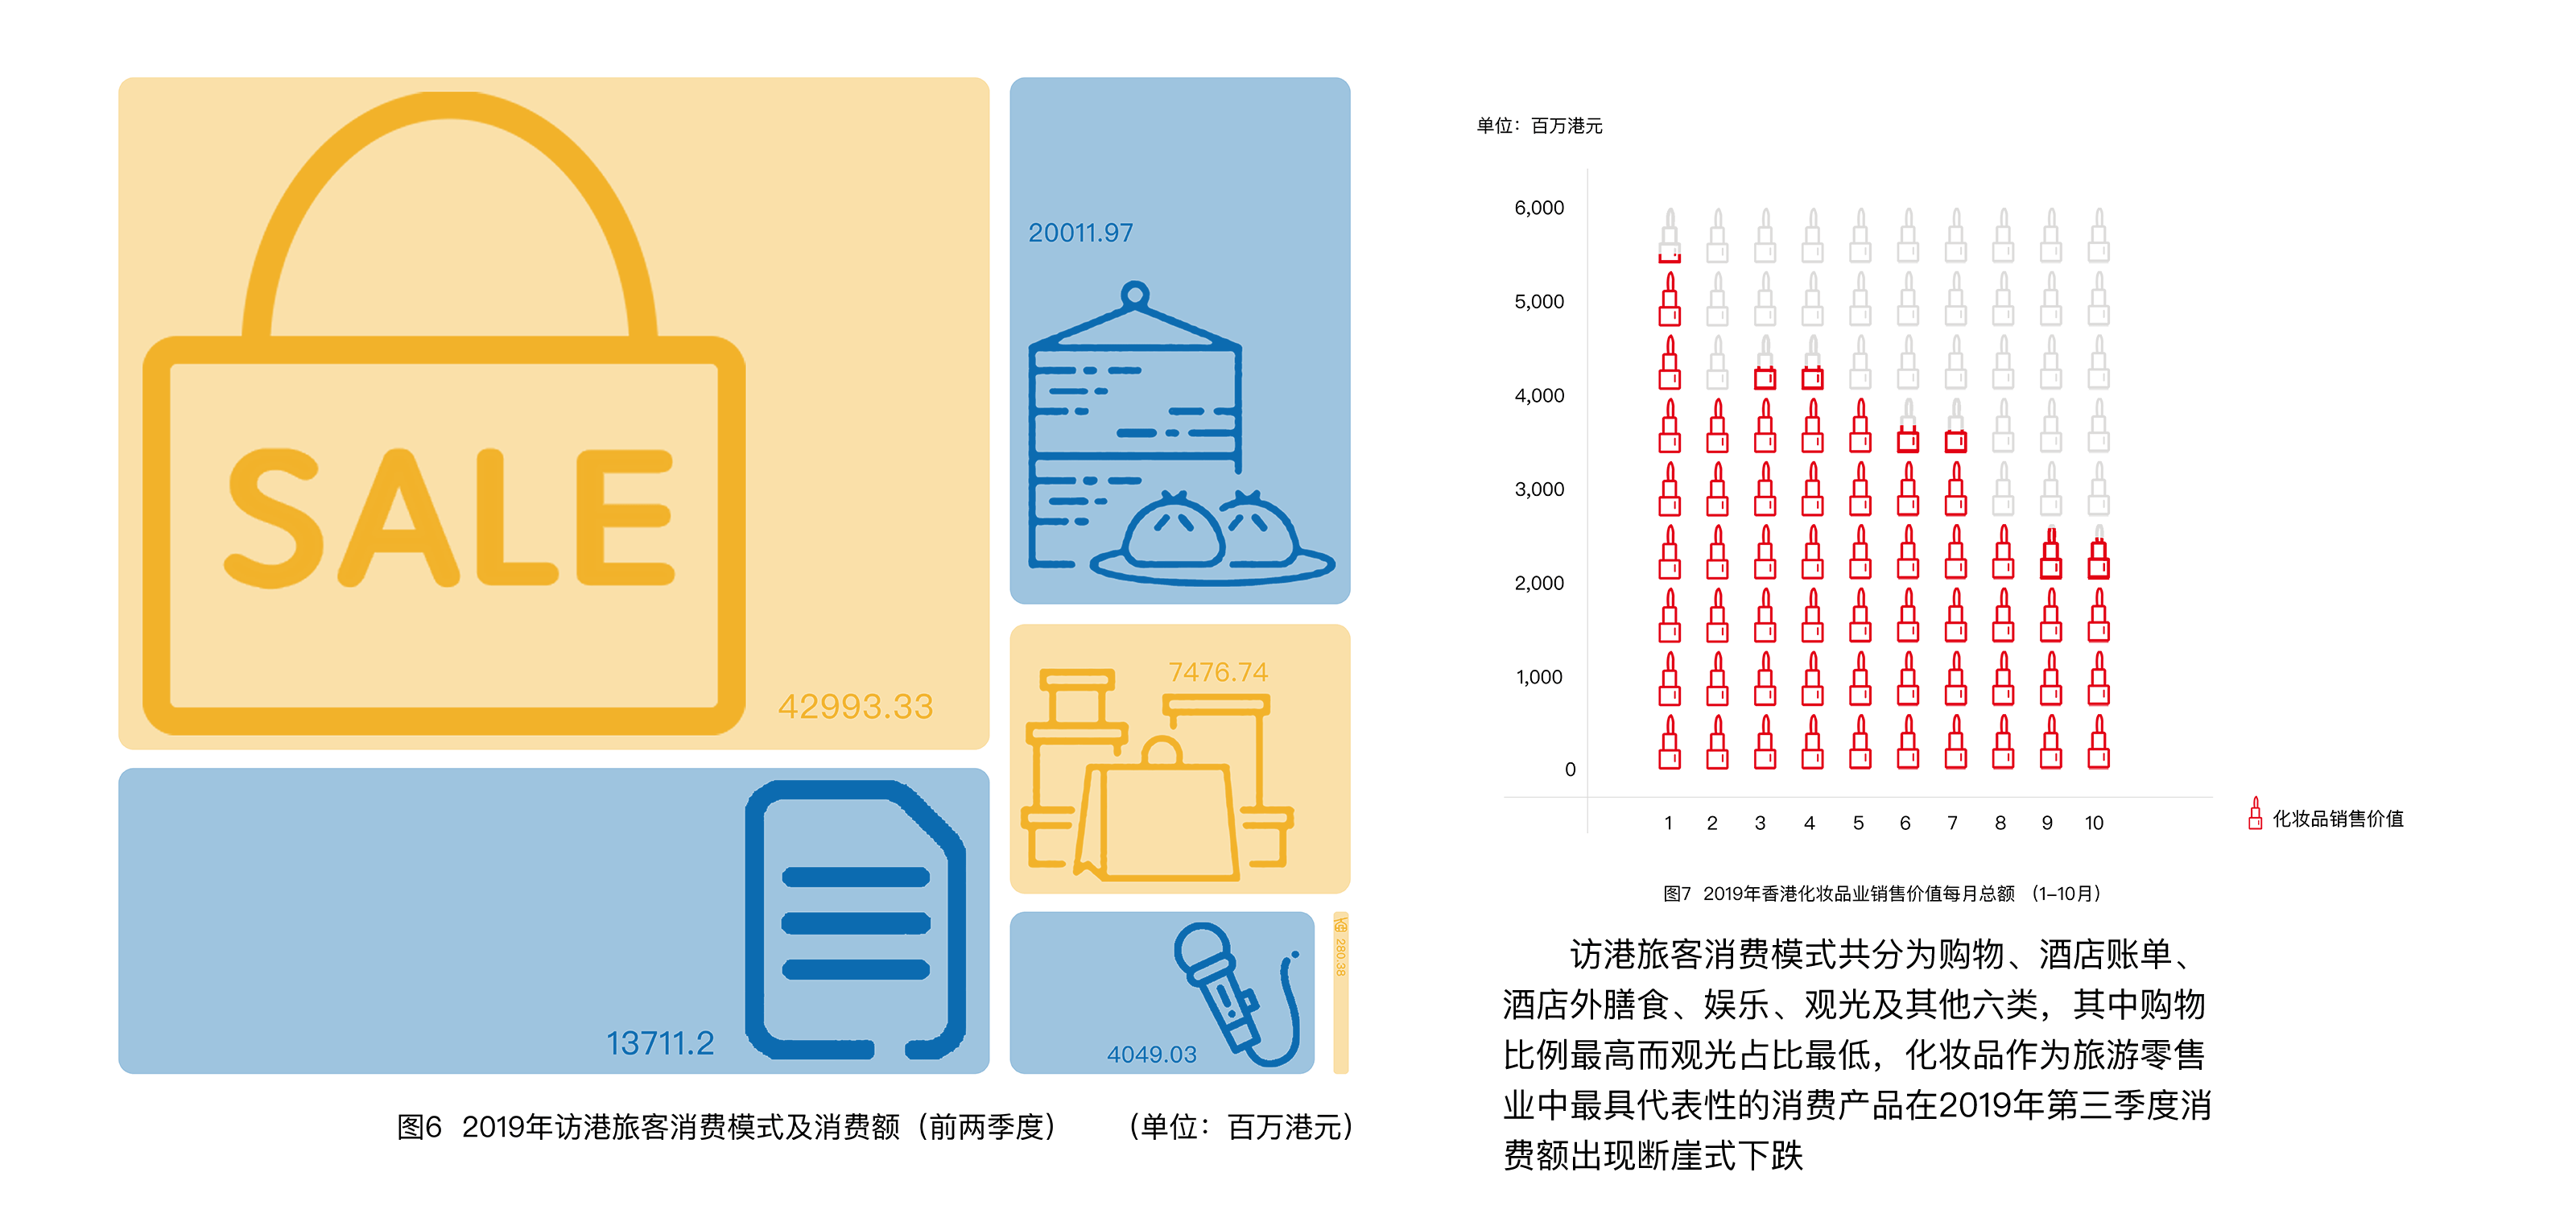 SALE
42993.33
20011.97
7476.74
13711.2
4049.03
280.38
图6 2019年访港旅客消费模式及消费额（前两季度） （单位：百万港元）
单位：百万港元
6,000
5,000
4,000
3,000
2,000
1,000
0
1 2 3 4 5 6 7 8 9 10
化妆品销售价值
图7 2019年香港化妆品业销售价值每月总额 （1–10月）
访港旅客消费模式共分为购物、酒店账单、
酒店外膳食、娱乐、观光及其他六类，其中购物
比例最高而观光占比最低，化妆品作为旅游零售
业中最具代表性的消费产品在2019年第三季度消
费额出现断崖式下跌